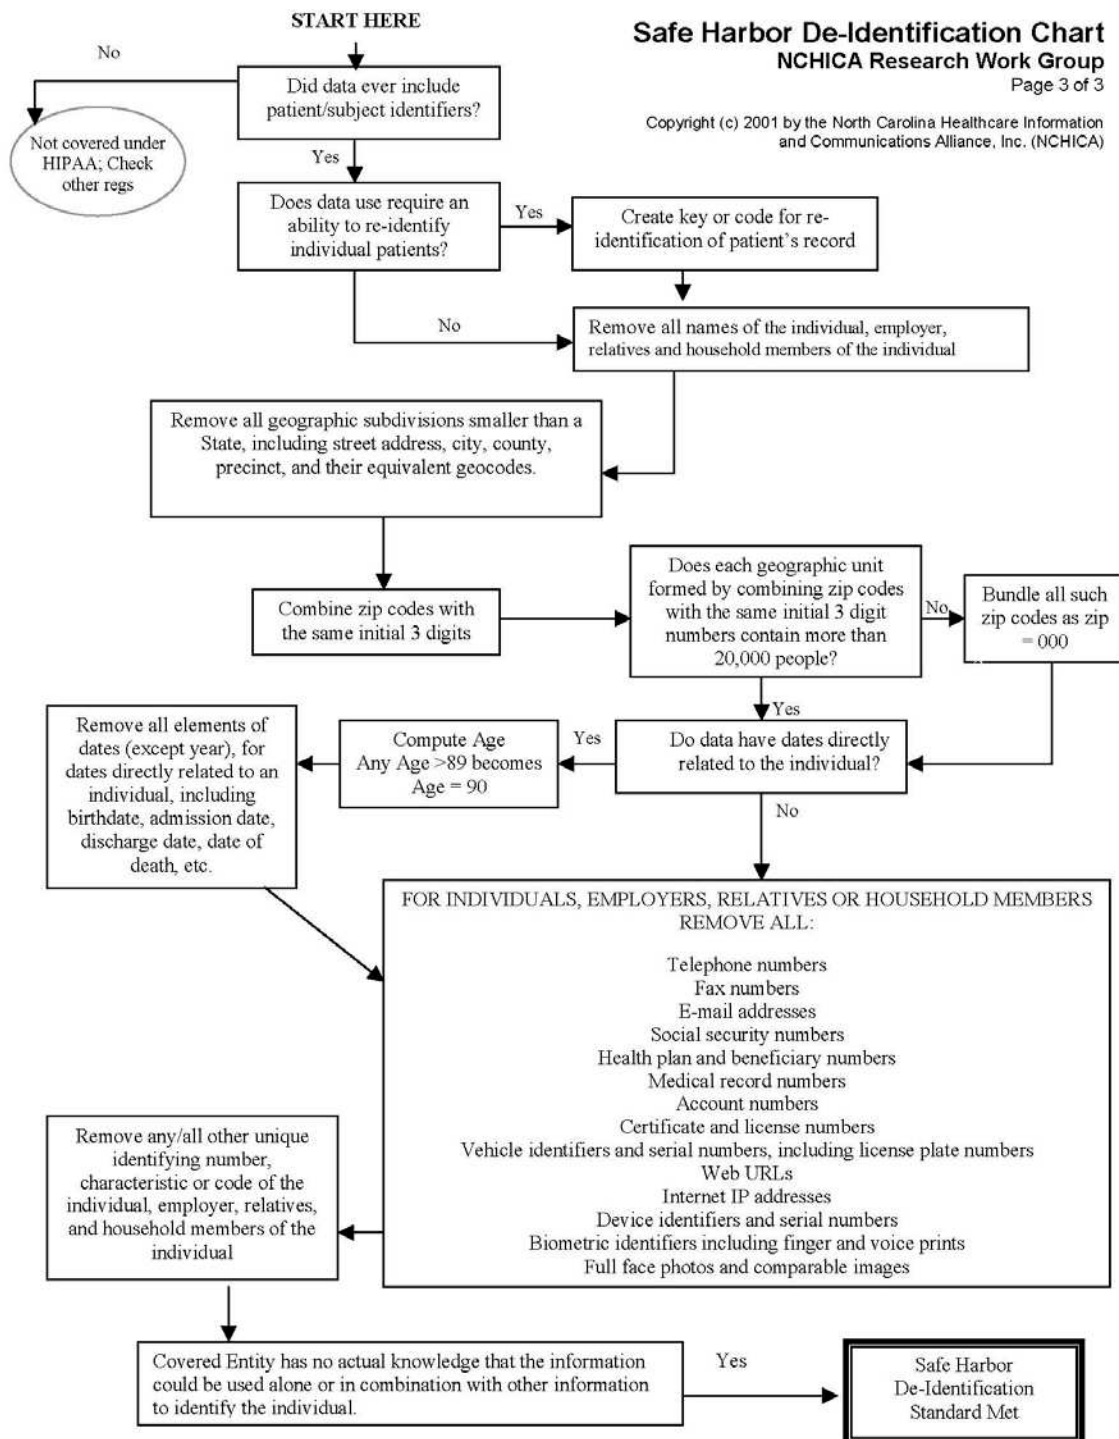 START HERE
Safe Harbor De-Identification Chart
NCHICA Research Work Group
Page 3 of 3
Copyright (c) 2001 by the North Carolina Healthcare Information
and Communications Alliance, Inc. (NCHICA)
No
Did data ever include
patient/subject identifiers?
Not covered under
HIPAA; Check
other regs
Yes
Does data use require an
ability to re-identify
individual patients?
Yes
Create key or code for re-
identification of patient's record
No
Remove all names of the individual, employer,
relatives and household members of the individual
Remove all geographic subdivisions smaller than a
State, including street address, city, county,
precinct, and their equivalent geocodes.
Combine zip codes with
the same initial 3 digits
Does each geographic unit
formed by combining zip codes
with the same initial 3 digit
numbers contain more than
20,000 people?
No
Bundle all such
zip codes as zip
= 000
Yes
Do data have dates directly
related to the individual?
Yes
Compute Age
Any Age >89 becomes
Age = 90
Remove all elements of
dates (except year), for
dates directly related to an
individual, including
birthdate, admission date,
discharge date, date of
death, etc.
No
FOR INDIVIDUALS, EMPLOYERS, RELATIVES OR HOUSEHOLD MEMBERS
REMOVE ALL:
Telephone numbers
Fax numbers
E-mail addresses
Social security numbers
Health plan and beneficiary numbers
Medical record numbers
Account numbers
Certificate and license numbers
Vehicle identifiers and serial numbers, including license plate numbers
Web URLs
Internet IP addresses
Device identifiers and serial numbers
Biometric identifiers including finger and voice prints
Full face photos and comparable images
Remove any/all other unique
identifying number,
characteristic or code of the
individual, employer, relatives,
and household members of the
individual
Covered Entity has no actual knowledge that the information
could be used alone or in combination with other information
to identify the individual.
Yes
Safe Harbor
De-Identification
Standard Met